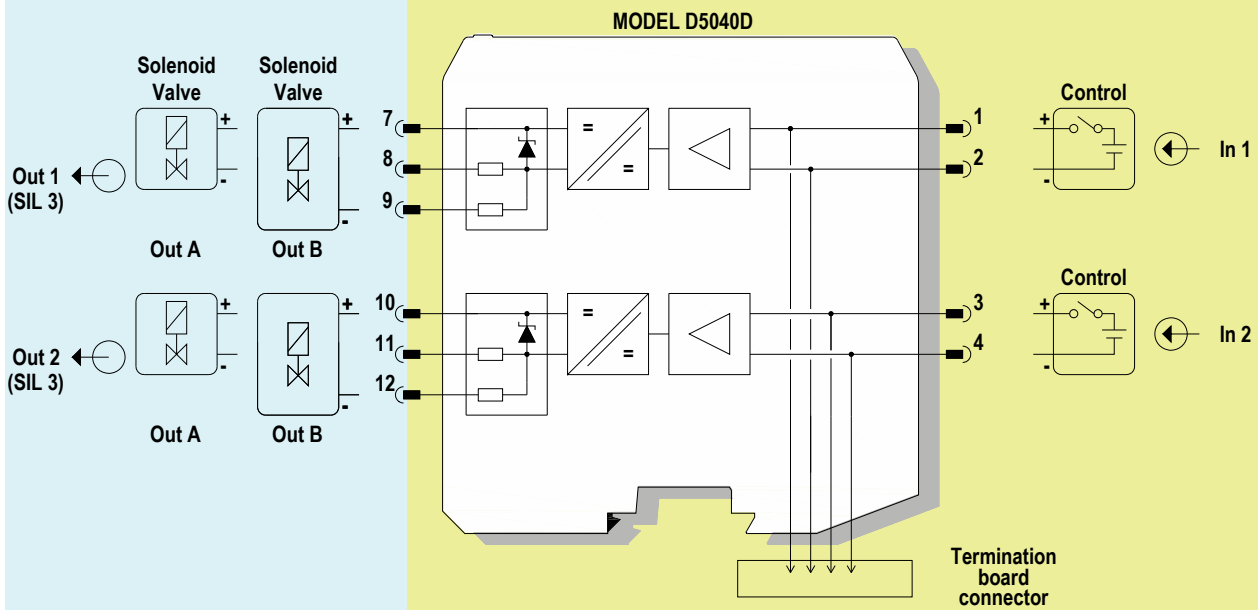 MODEL D5040D
Solenoid
Valve
Solenoid
Valve
Control
+
-
+
-
7
8
9
1
2
+
-
In 1
Out 1
(SIL 3)
Out A
Out B
=
=
Control
+
-
+
-
10
11
12
3
4
+
-
In 2
Out 2
(SIL 3)
Out A
Out B
=
=
Termination
board
connector